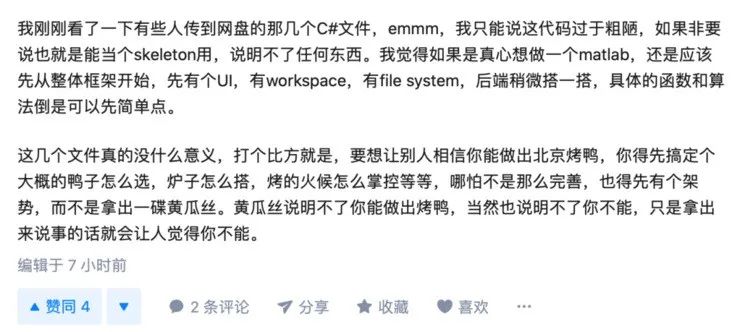 我刚刚看了一下有些人传到网盘的那几个C#文件，emmm，我只能说这代码过于粗陋，如果非要
说也就是能当个skeleton用，说明不了任何东西。我觉得如果是真心想做一个matlab，还是应该
先从整体框架开始，先有个UI，有workspace，有file system，后端稍微搭一搭，具体的函数和算
法倒是可以先简单点。
这几个文件真的没什么意义，打个比方就是，要想让别人相信你能做出北京烤鸭，你得先搞定个
大概的鸭子怎么选，炉子怎么搭，烤的火候怎么掌控等等，哪怕不是那么完善，也得先有个架
势，而不是拿出一碟黄瓜丝。黄瓜丝说明不了你能做出烤鸭，当然也说明不了你不能，只是拿出
来说事的话就会让人觉得你不能。
编辑于 7 小时前
赞同 4 2 条评论 分享 收藏 喜欢